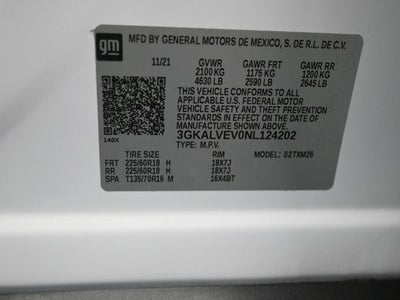 gm
MFD BY GENERAL MOTORS DE MEXICO, S. DE R.L. DE C.V.
11/21 GVWR GAWR FRT GAWR RR
2100 KG 1175 KG 1200 KG
4630 LB 2590 LB 2645 LB
THIS VEHICLE CONFORMS TO ALL
APPLICABLE U.S. FEDERAL MOTOR
VEHICLE SAFETY AND THEFT PREVENTION
STANDARDS IN EFFECT ON THE DATE
OF MANUFACTURE SHOWN ABOVE.
3GKALVEV0NL124202
140X TYPE: M.P.V. MODEL: 02TXM26
TIRE SIZE RIM
FRT 225/60R18 H 18X7J
RR 225/60R18 H 18X7J
SPA T135/70R16 M 16X4BT